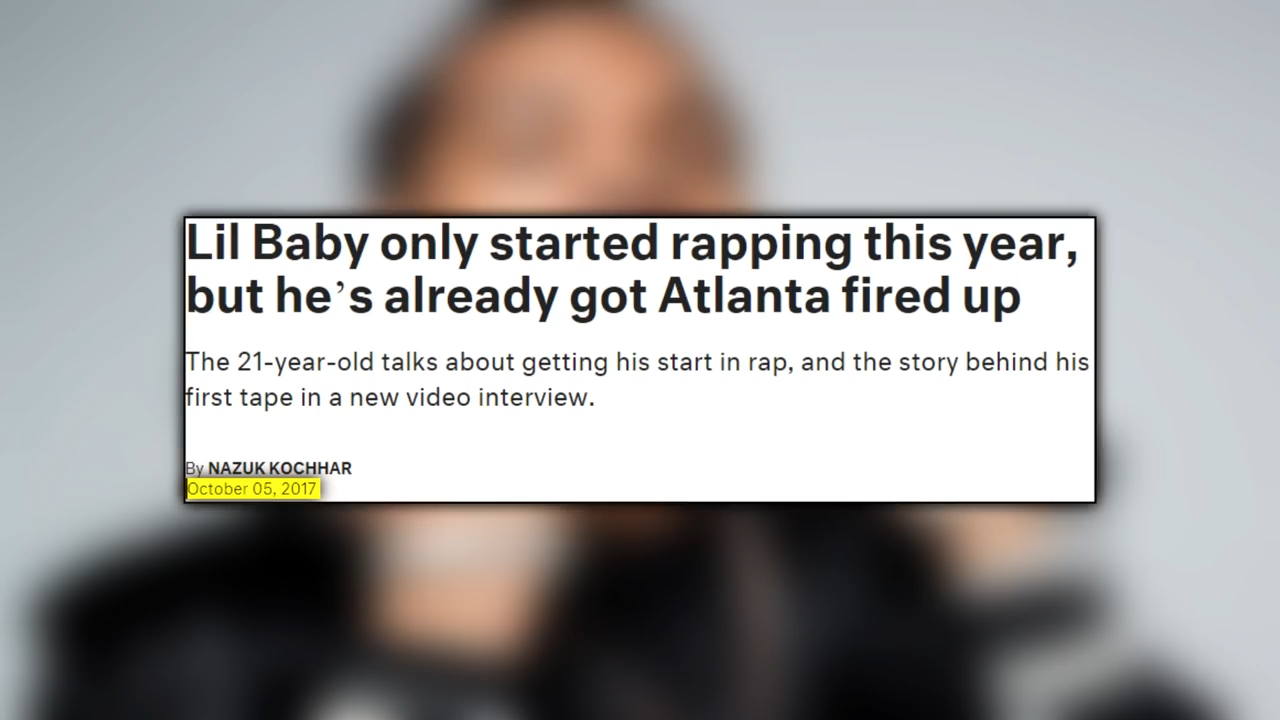 Lil Baby only started rapping this year,
but he’s already got Atlanta fired up
The 21-year-old talks about getting his start in rap, and the story behind his
first tape in a new video interview.
By NAZUK KOCHHAR
October 05, 2017